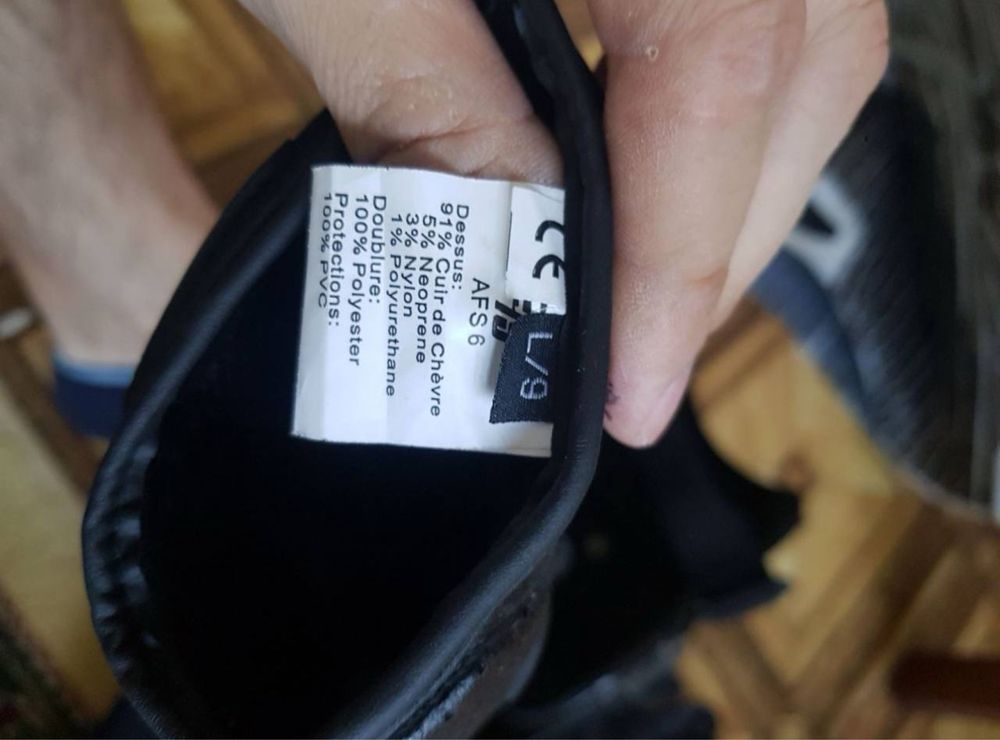 CE
L/9
AFS 6
Dessus:
91% Cuir de Chèvre
5% Neoprene
3% Nylon
1% Polyurethane
Doublure:
100% Polyester
Protections:
100% PVC